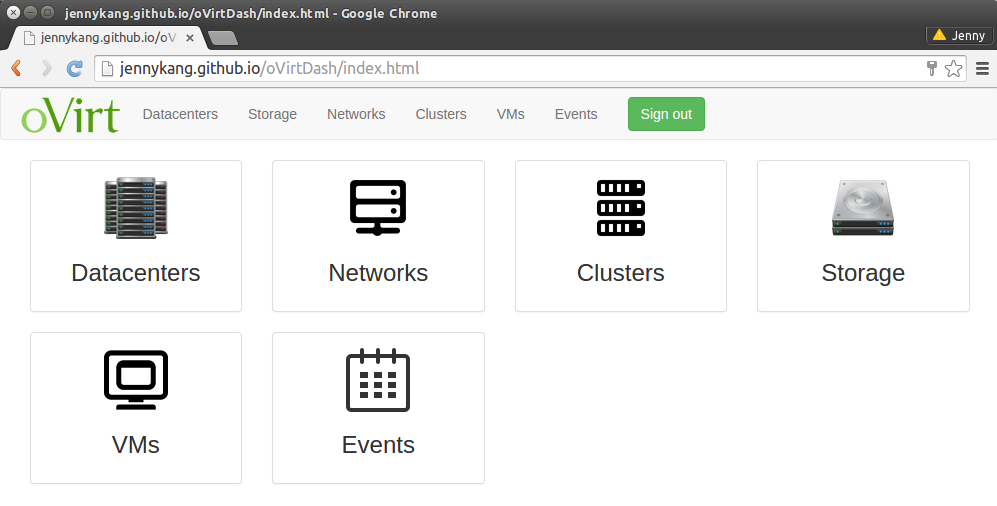 jennykang.github.io/oVirtDash/index.html - Google Chrome
jennykang.github.io/oV
Jenny
jennykang.github.io/oVirtDash/index.html
oVirt Datacenters Storage Networks Clusters VMs Events Sign out
Datacenters Networks Clusters Storage
VMs Events